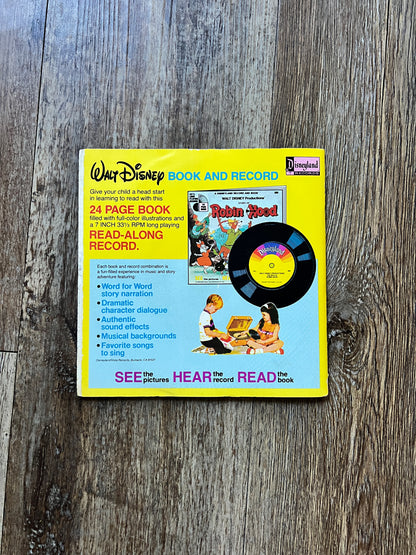 WALT DISNEY BOOK AND RECORD
Disneyland
Give your child a head start
in learning to read with this
24 PAGE BOOK
filled with full-color illustrations and
a 7 INCH 33⅓ RPM long playing
READ-ALONG
RECORD.
A DISNEYLAND RECORD AND BOOK
WALT DISNEY Productions'
Robin Hood
Disneyland
Each book and record combination is
a fun-filled experience in music and story
adventure featuring:
• Word for Word
story narration
• Dramatic
character dialogue
• Authentic
sound effects
• Musical backgrounds
• Favorite songs
to sing
SEE the pictures HEAR the record READ the book